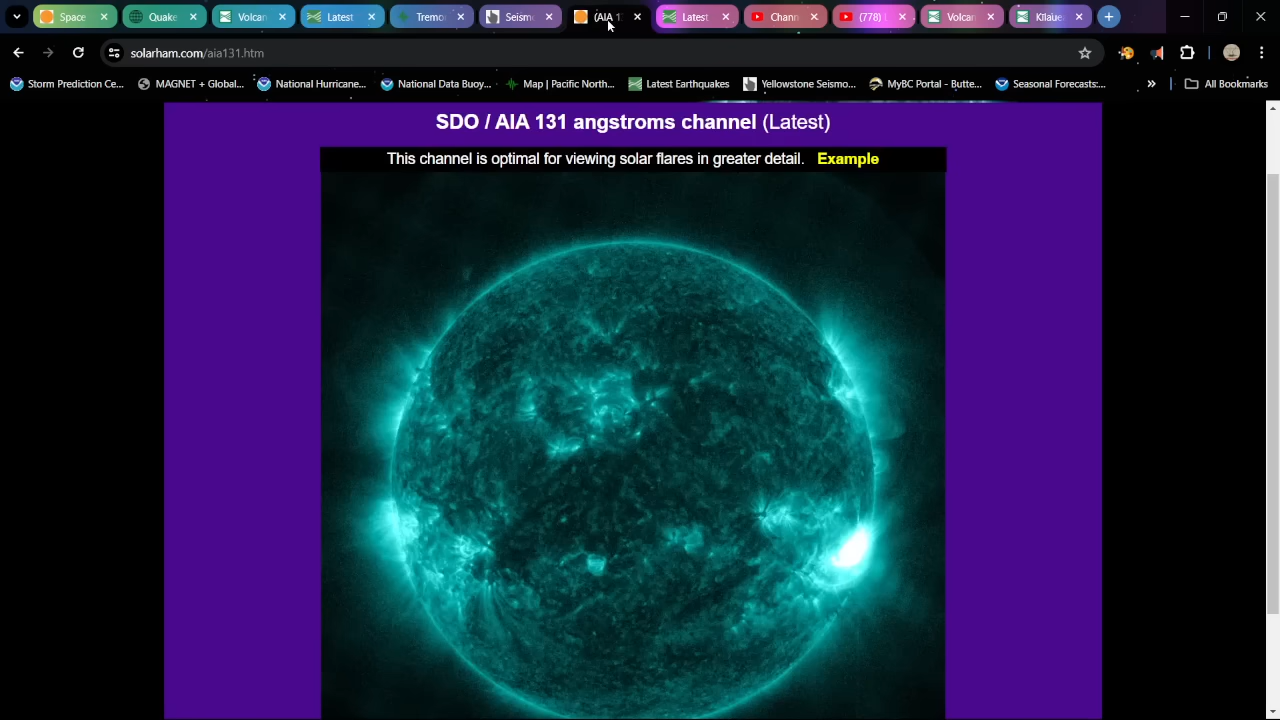 Space
Quake
Volcan
Latest
Tremo
Seism
(AIA 1
Latest
Chann
(778)
Volcan
Kīlaue
solarham.com/aia131.htm
Storm Prediction Ce...
MAGNET + Global...
National Hurricane...
National Data Buoy...
Map | Pacific North...
Latest Earthquakes
Yellowstone Seismo...
MyBC Portal - Butte...
Seasonal Forecasts:...
All Bookmarks
SDO / AIA 131 angstroms channel (Latest)
This channel is optimal for viewing solar flares in greater detail. Example